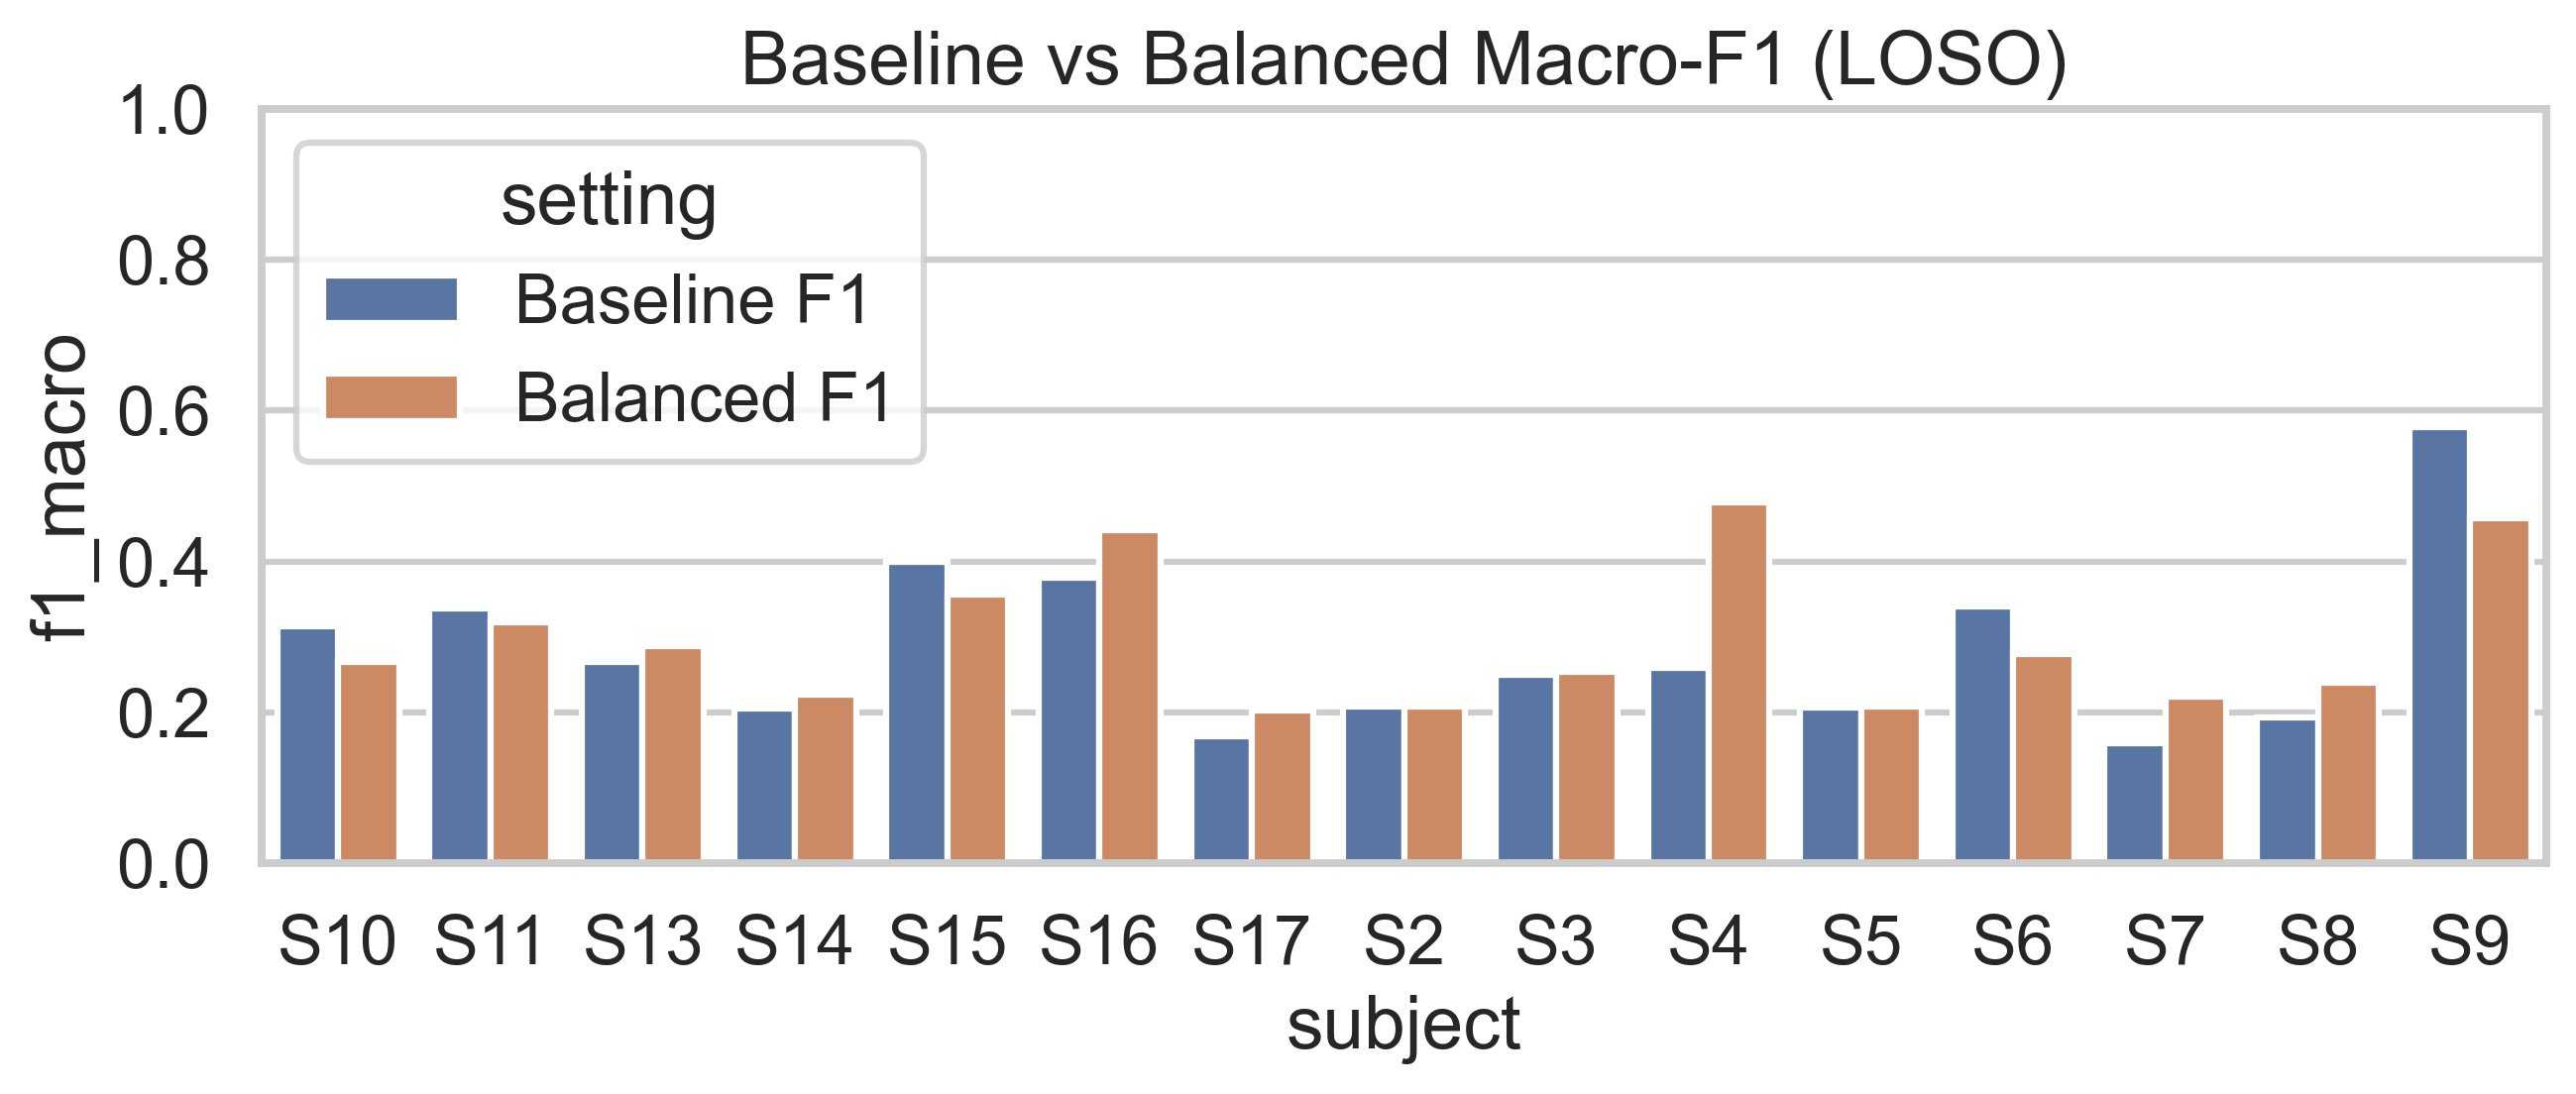 Baseline vs Balanced Macro-F1 (LOSO)
1.0
0.8
0.6
0.4
0.2
0.0
f1_macro
setting
Baseline F1
Balanced F1
S10 S11 S13 S14 S15 S16 S17 S2 S3 S4 S5 S6 S7 S8 S9
subject